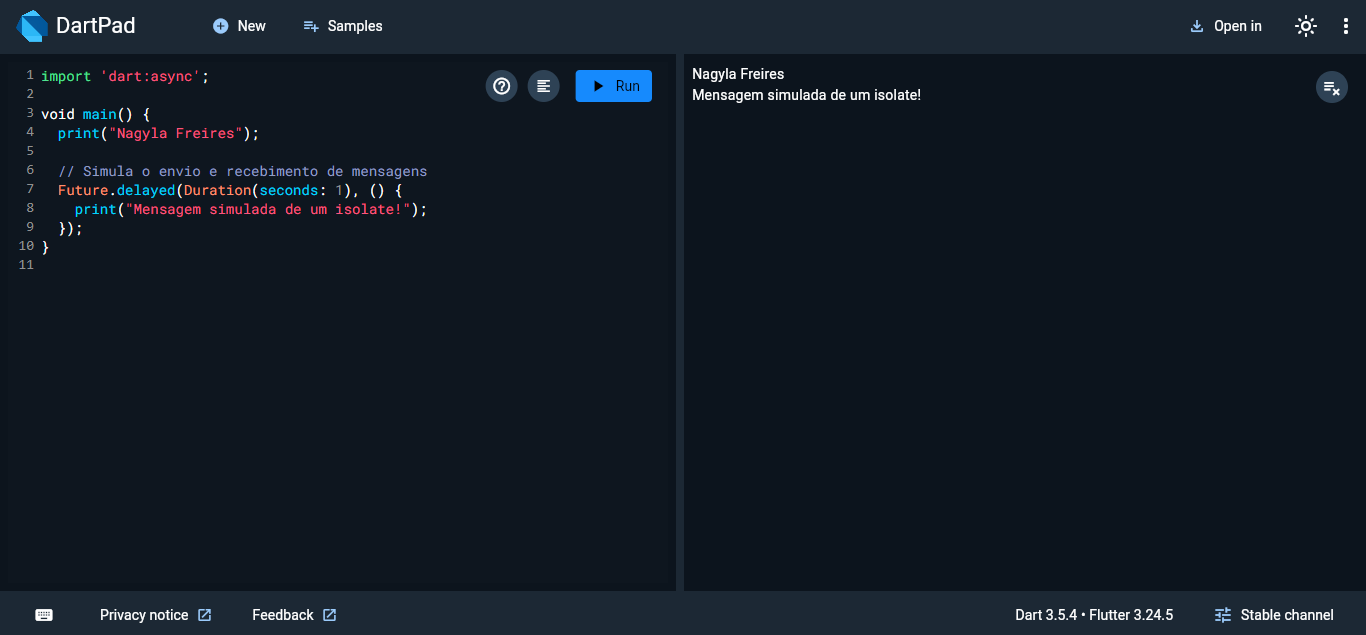 DartPad
New
Samples
Open in
1 import 'dart:async';
2
3 void main() {
4   print("Nagyla Freires");
5
6   // Simula o envio e recebimento de mensagens
7   Future.delayed(Duration(seconds: 1), () {
8     print("Mensagem simulada de um isolate!");
9   });
10 }
11
Run
Nagyla Freires
Mensagem simulada de um isolate!
Privacy notice
Feedback
Dart 3.5.4 • Flutter 3.24.5
Stable channel